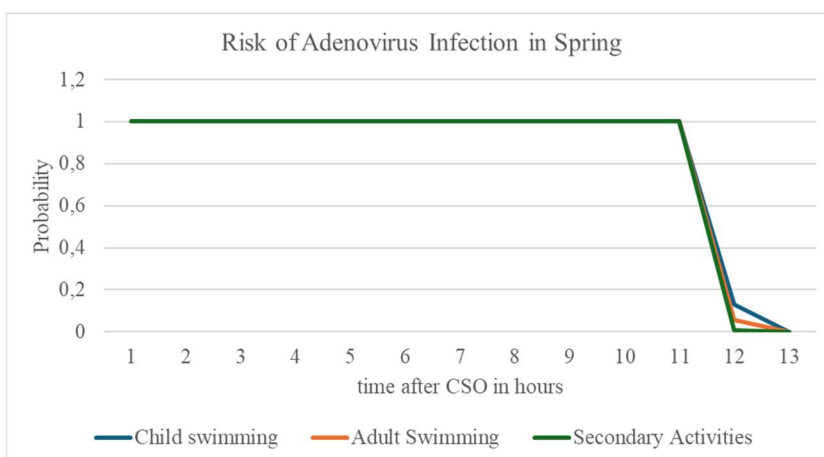 Risk of Adenovirus Infection in Spring
1,2
1
0,8
0,6
0,4
0,2
0
Probability
1 2 3 4 5 6 7 8 9 10 11 12 13
time after CSO in hours
Child swimming Adult Swimming Secondary Activities